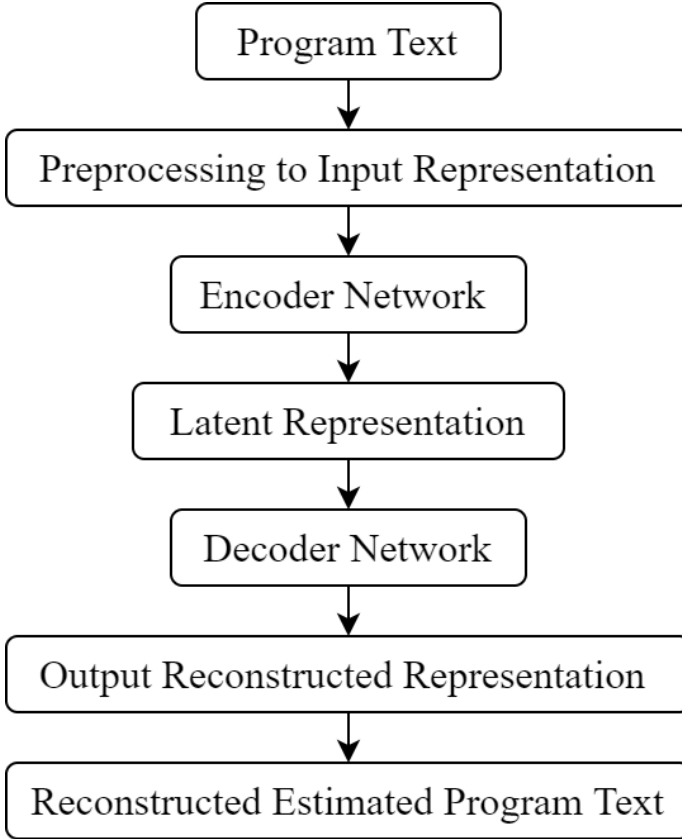 Program Text
Preprocessing to Input Representation
Encoder Network
Latent Representation
Decoder Network
Output Reconstructed Representation
Reconstructed Estimated Program Text